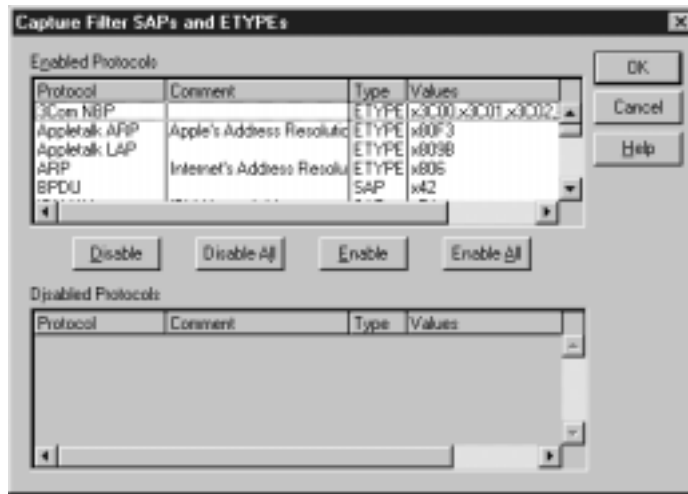 Capture Filter SAPs and ETYPEs
Enabled Protocols
Protocol Comment Type Values
3Com NBP ETYPE x3C00,x3C01,x3C02,
Appletalk ARP Apple's Address Resolutic ETYPE x80F3
Appletalk LAP ETYPE x809B
ARP Internet's Address Resolu ETYPE x806
BPDU SAP x42
OK
Cancel
Help
Disable Disable All Enable Enable All
Disabled Protocols
Protocol Comment Type Values